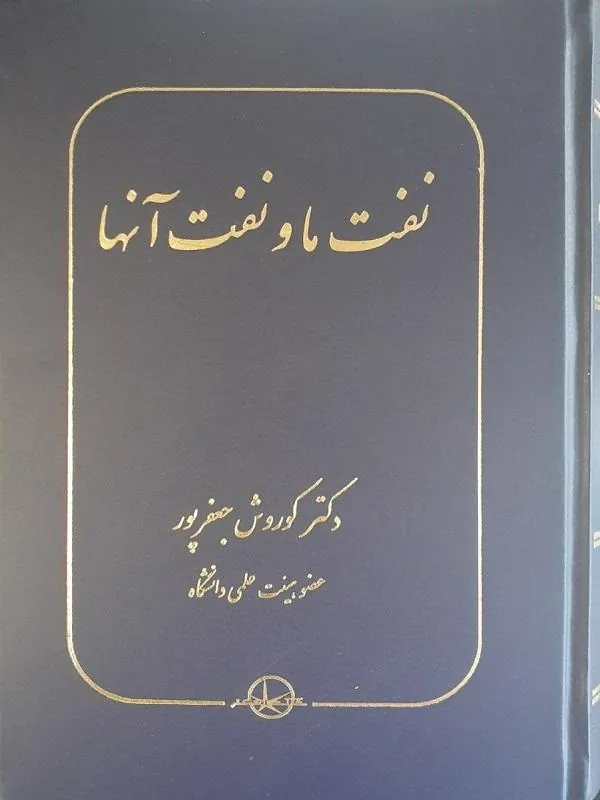 نفت ما و نفت آنها
دکتر کوروش جعفرپور
عضو هیئت علمی دانشگاه